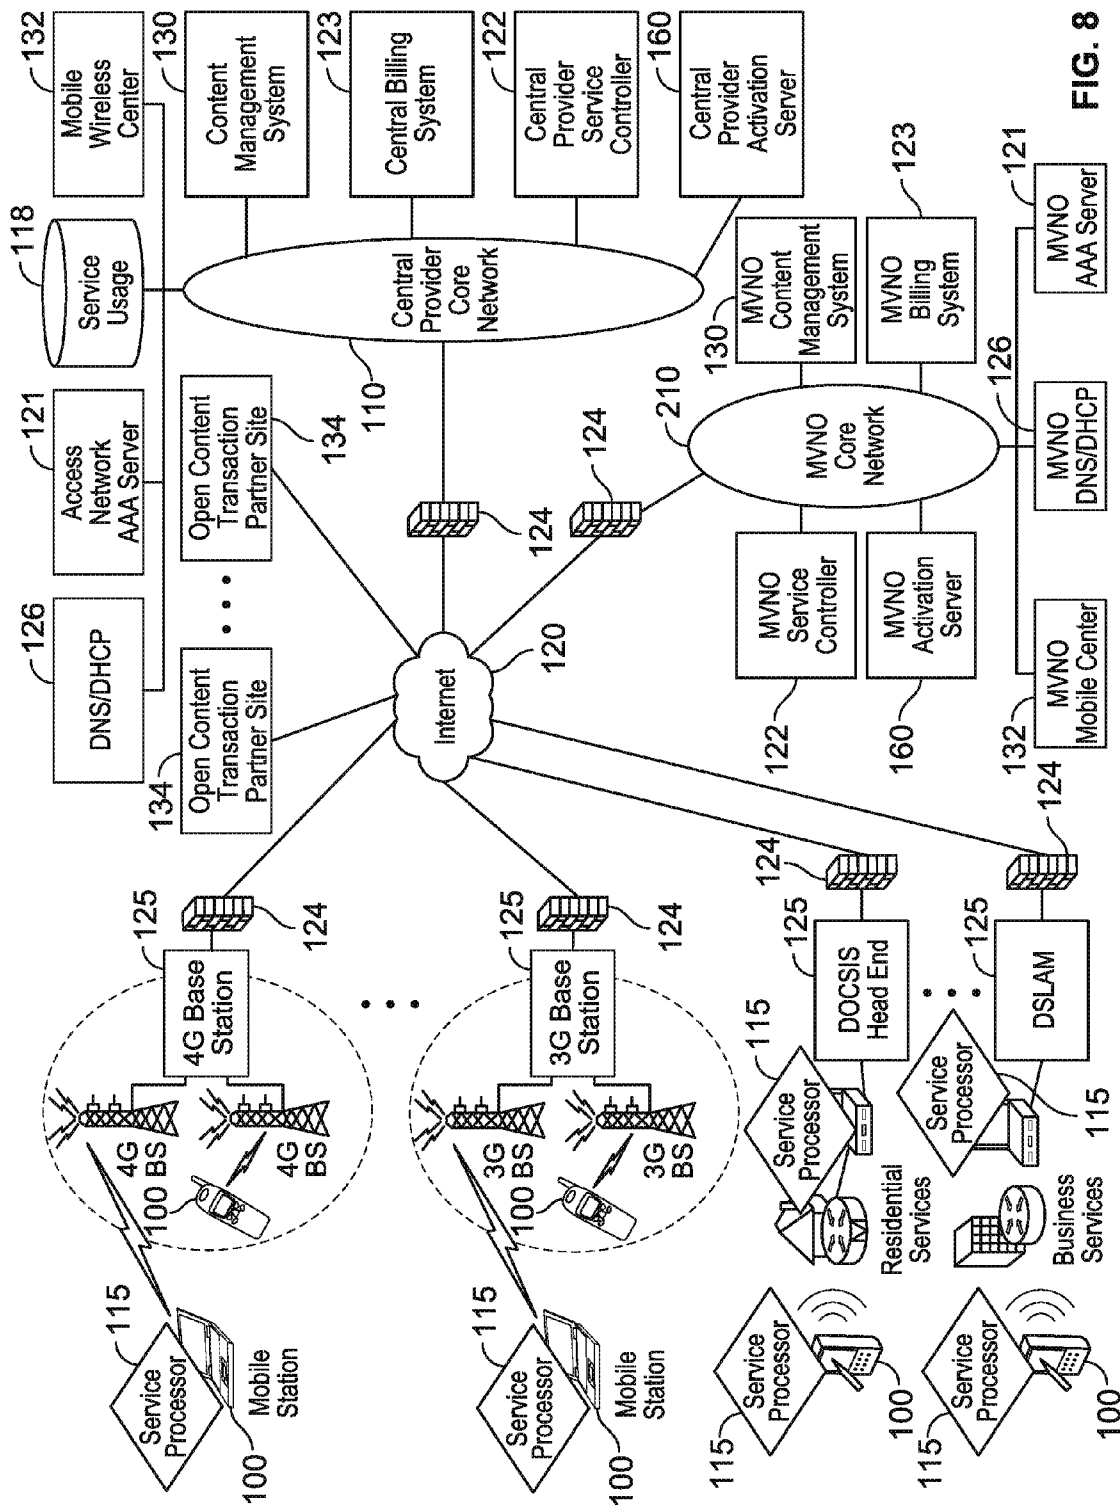 126
DNS/DHCP
121
Access
Network
AAA Server
118
Service
Usage
132
Mobile
Wireless
Center
134
Open Content
Transaction
Partner Site
Open Content
Transaction
Partner Site
134
130
Content
Management
System
123
Central Billing
System
122
Central
Provider
Service
Controller
160
Central
Provider
Activation
Server
Central
Provider
Core
Network
110
115
Service
Processor
100
Mobile
Station
4G
BS
4G
BS
100
125
4G Base
Station
124
115
Service
Processor
100
Mobile
Station
3G
BS
3G
BS
100
125
3G Base
Station
124
Internet
120
124
124
210
MVNO
Core
Network
MVNO
Service
Controller
122
MVNO
Activation
Server
160
130
MVNO
Content
Management
System
MVNO
Billing
System
123
132
MVNO
Mobile Center
126
MVNO
DNS/DHCP
121
MVNO
AAA Server
115
Service
Processor
100
Residential
Services
115
Service
Processor
125
DOCSIS
Head End
124
115
Service
Processor
100
Business
Services
Service
Processor
115
125
DSLAM
124
FIG. 8